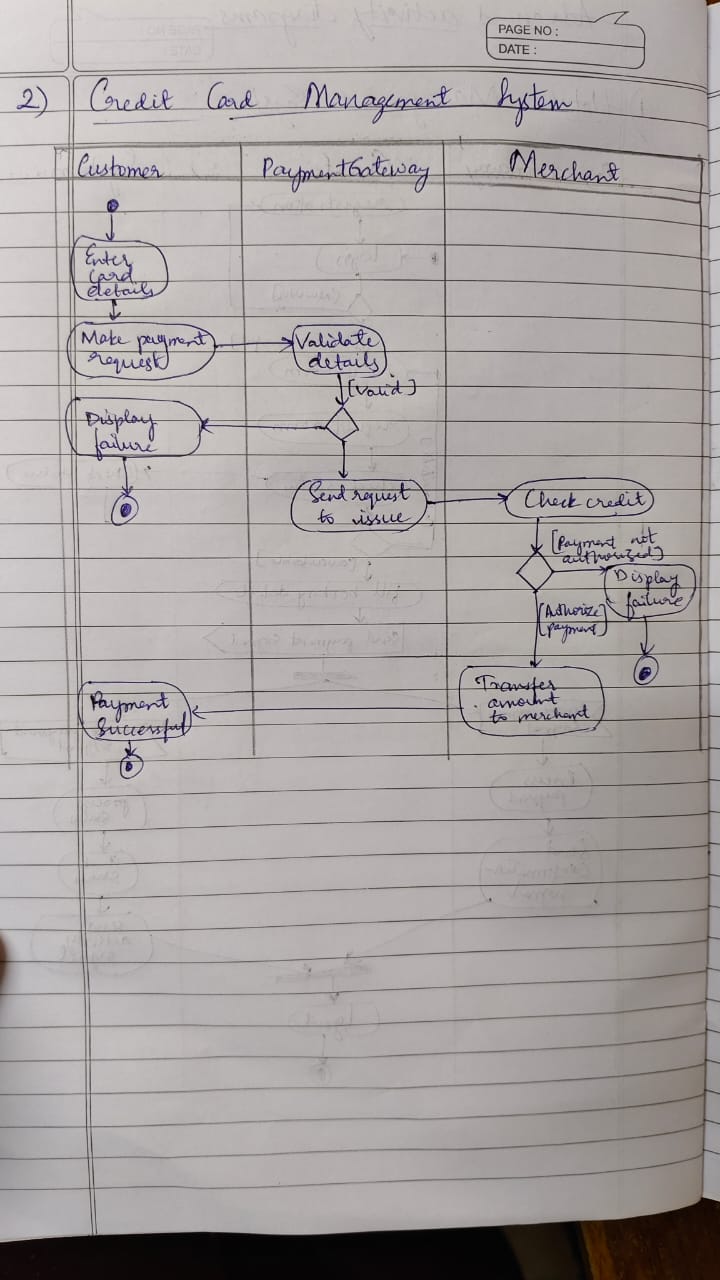 PAGE NO :
DATE :
2) Credit Card Management System
Customer
PaymentGateway
Merchant
Enter
card
details
Make payment
request
Validate
details
[Valid]
Display
failure
Send request
to issue
Check credit
[Payment not
authorized]
Display
failure
[Authorize
payment]
Transfer
amount
to merchant
Payment
Successful